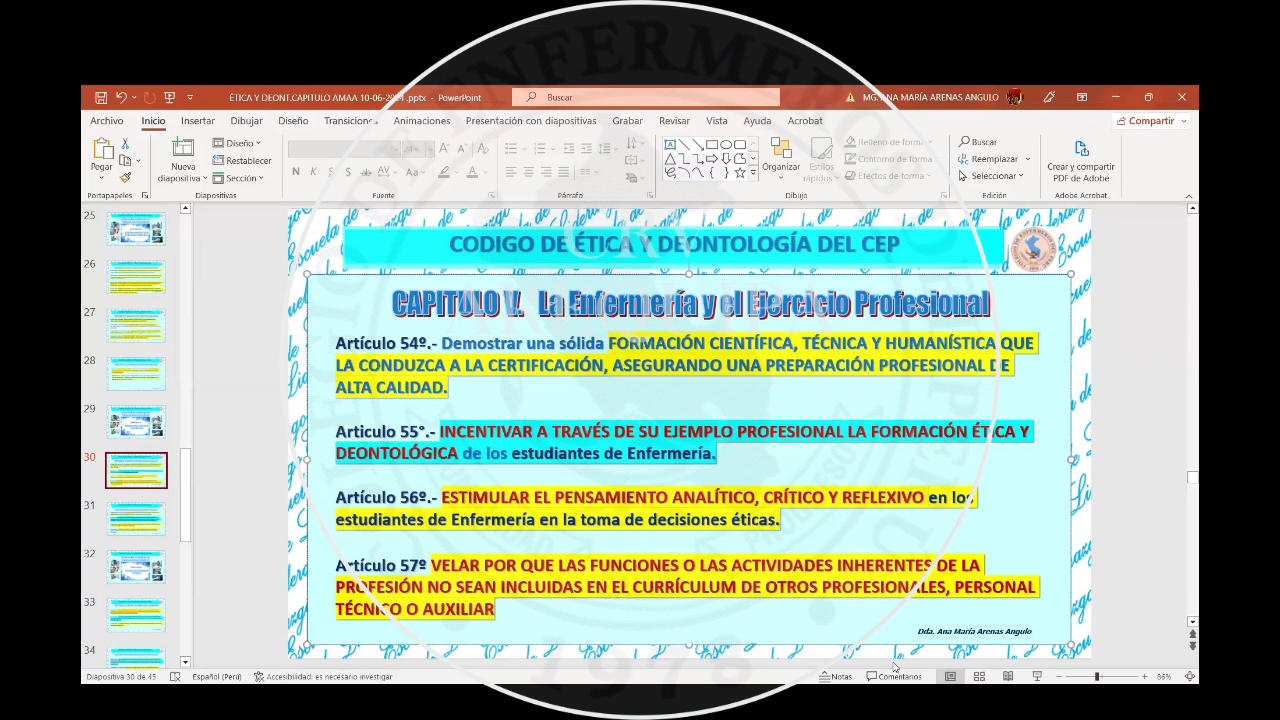 ÉTICA Y DEONT.CAPITULO AMAA 10-06-2021 .pptx - PowerPoint
Buscar
MG. ANA MARÍA ARENAS ANGULO
Archivo Inicio Insertar Dibujar Diseño Transiciones Animaciones Presentación con diapositivas Grabar Revisar Vista Ayuda Acrobat Compartir
Pegar
Nueva diapositiva
Diseño
Restablecer
Sección
Organizar
Estilos rápidos
Relleno de forma
Contorno de forma
Efectos de forma
Buscar
Reemplazar
Seleccionar
Crear y compartir PDF de Adobe
Portapapeles Diapositivas Fuente Párrafo Dibujo Edición Adobe Acrobat
25
26
27
28
29
30
31
32
33
34
CODIGO DE ÉTICA Y DEONTOLOGÍA DEL CEP
CAPITULO V. La Enfermería y el Ejercicio Profesional
Artículo 54º.- Demostrar una sólida FORMACIÓN CIENTÍFICA, TÉCNICA Y HUMANÍSTICA QUE
LA CONDUZCA A LA CERTIFICACIÓN, ASEGURANDO UNA PREPARACIÓN PROFESIONAL DE
ALTA CALIDAD.
Articulo 55°.- INCENTIVAR A TRAVÉS DE SU EJEMPLO PROFESIONAL LA FORMACIÓN ÉTICA Y
DEONTOLÓGICA de los estudiantes de Enfermería.
Artículo 56º.- ESTIMULAR EL PENSAMIENTO ANALÍTICO, CRÍTICO Y REFLEXIVO en los
estudiantes de Enfermería en la toma de decisiones éticas.
Artículo 57º VELAR POR QUE LAS FUNCIONES O LAS ACTIVIDADES INHERENTES DE LA
PROFESIÓN NO SEAN INCLUIDAS EN EL CURRÍCULUM DE OTROS PROFESIONALES, PERSONAL
TÉCNICO O AUXILIAR
Dda. Ana María Arenas Angulo
Diapositiva 30 de 45 Español (Perú) Accesibilidad: es necesario investigar Notas Comentarios 86%
1978